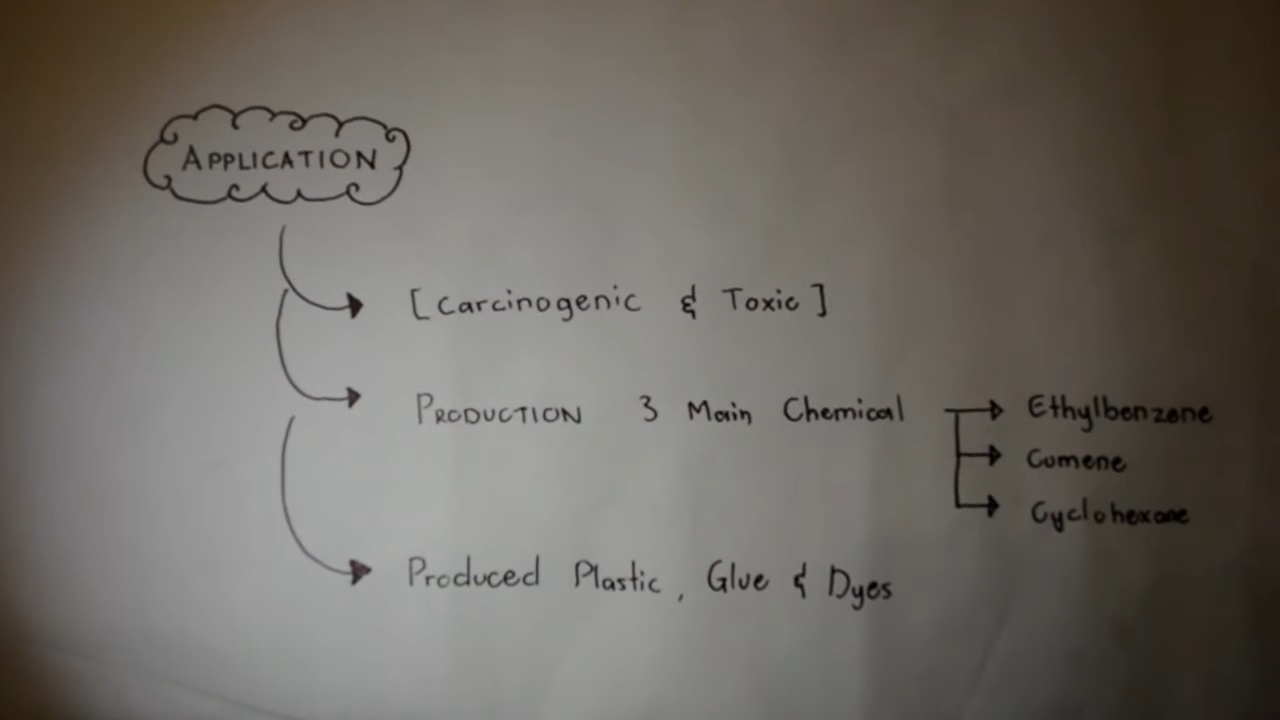 APPLICATION
[Carcinogenic & Toxic]
PRODUCTION 3 Main Chemical
Ethylbenzene
Cumene
Cyclohexane
Produced Plastic, Glue & Dyes